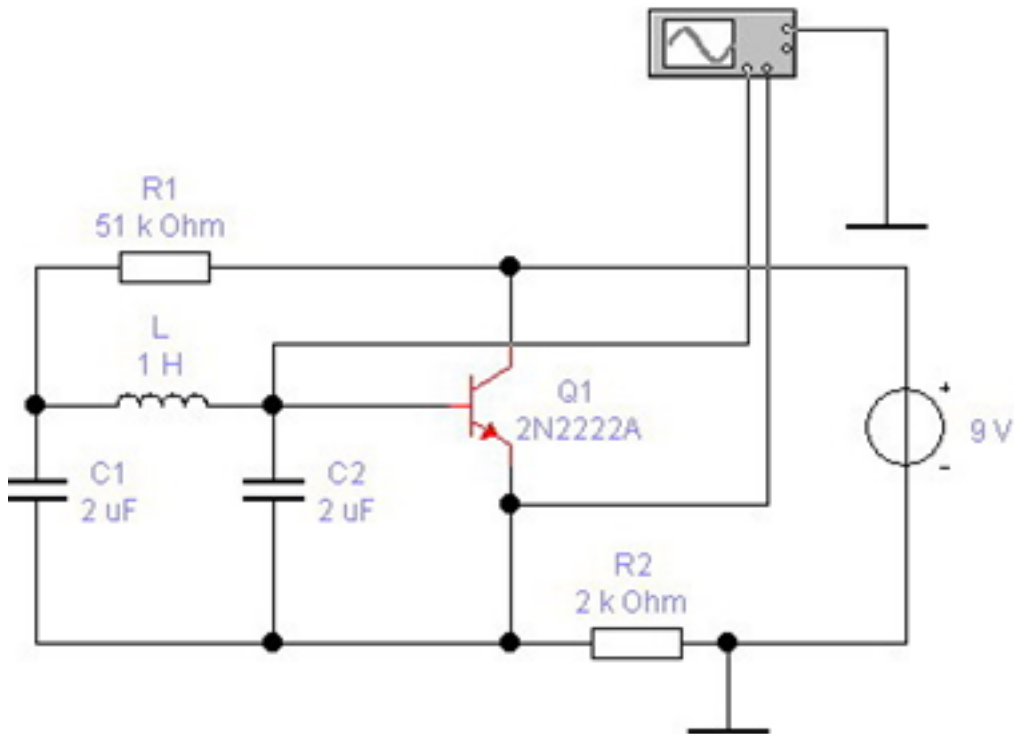 R1
51 k Ohm
L
1 H
Q1
2N2222A
+
9 V
-
C1
2 uF
C2
2 uF
R2
2 k Ohm